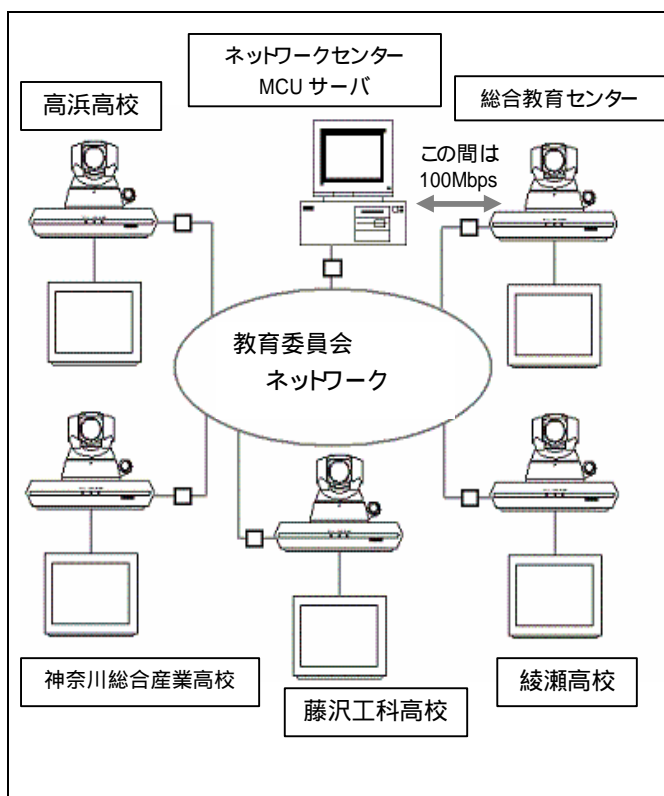 ネットワークセンター
MCU サーバ
高浜高校
総合教育センター
この間は
100Mbps
教育委員会
ネットワーク
神奈川総合産業高校
藤沢工科高校
綾瀬高校